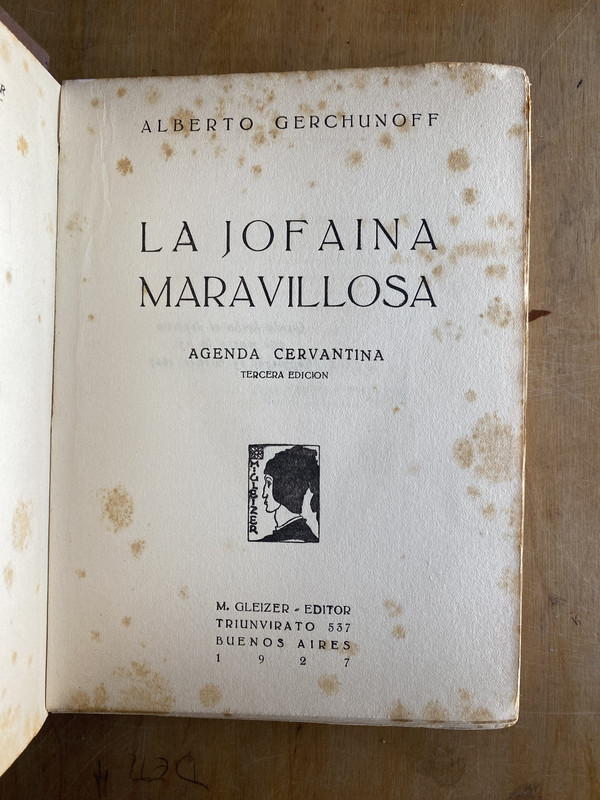 ALBERTO GERCHUNOFF
LA JOFAINA
MARAVILLOSA
AGENDA CERVANTINA
TERCERA EDICION
M. GLEIZER
M. GLEIZER - EDITOR
TRIUNVIRATO 537
BUENOS AIRES
1927